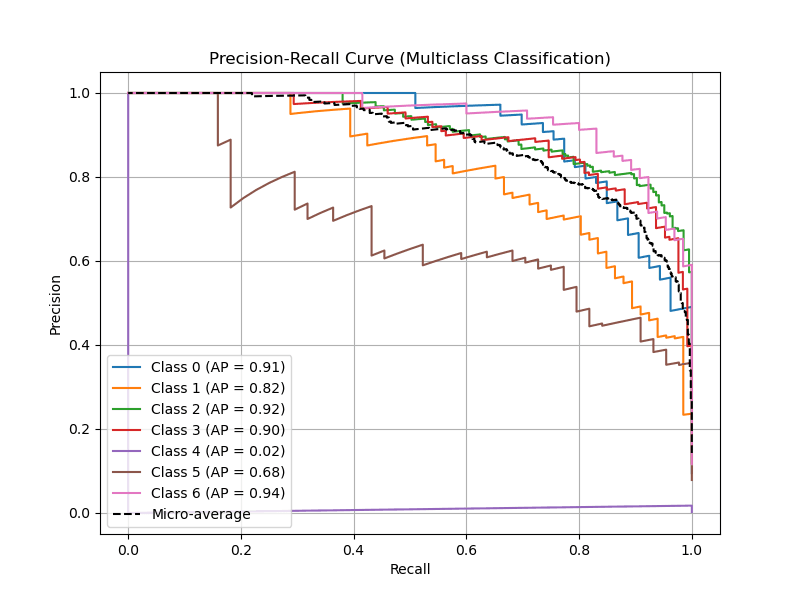 Precision-Recall Curve (Multiclass Classification)
Precision
1.0
0.8
0.6
0.4
0.2
0.0
Class 0 (AP = 0.91)
Class 1 (AP = 0.82)
Class 2 (AP = 0.92)
Class 3 (AP = 0.90)
Class 4 (AP = 0.02)
Class 5 (AP = 0.68)
Class 6 (AP = 0.94)
Micro-average
0.0 0.2 0.4 0.6 0.8 1.0
Recall